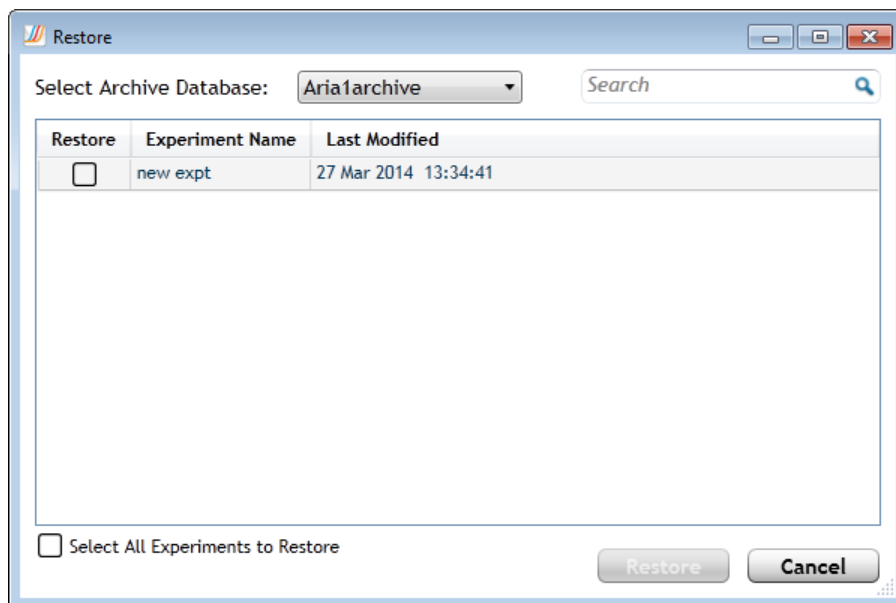 Restore
Select Archive Database: Aria1archive Search
Restore Experiment Name Last Modified
new expt 27 Mar 2014 13:34:41
Select All Experiments to Restore
Restore Cancel